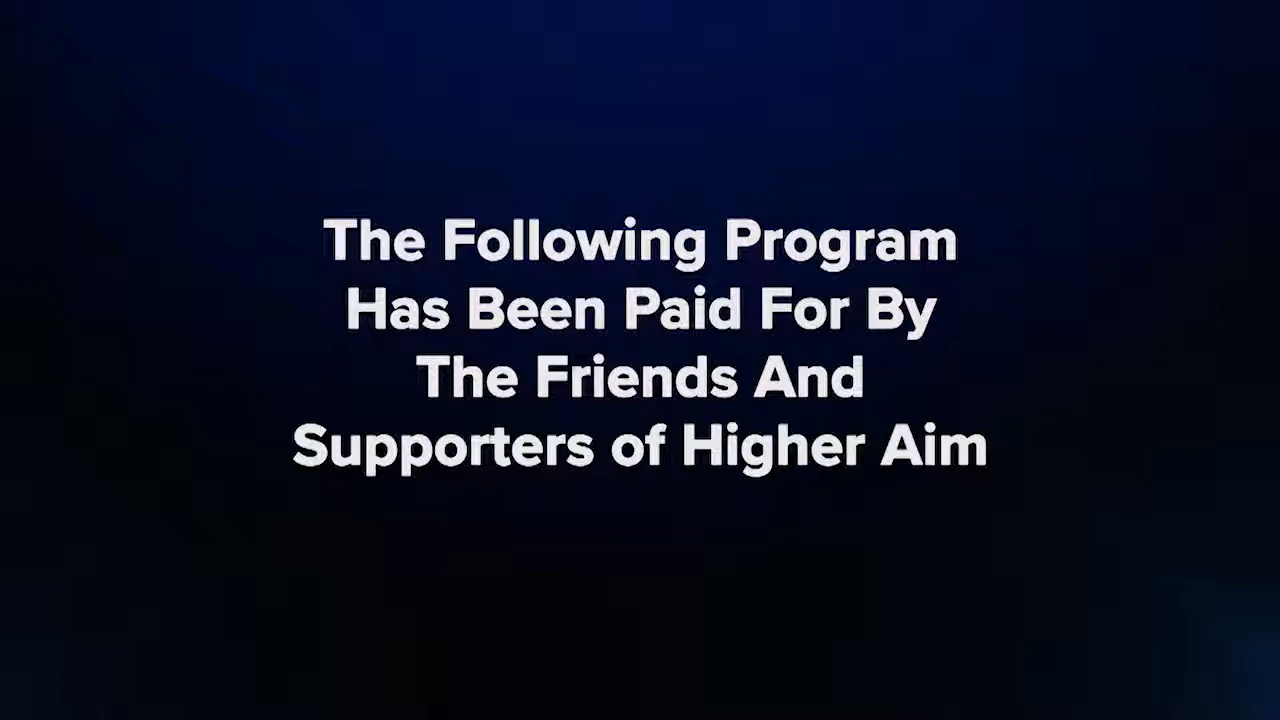 The Following Program
Has Been Paid For By
The Friends And
Supporters of Higher Aim